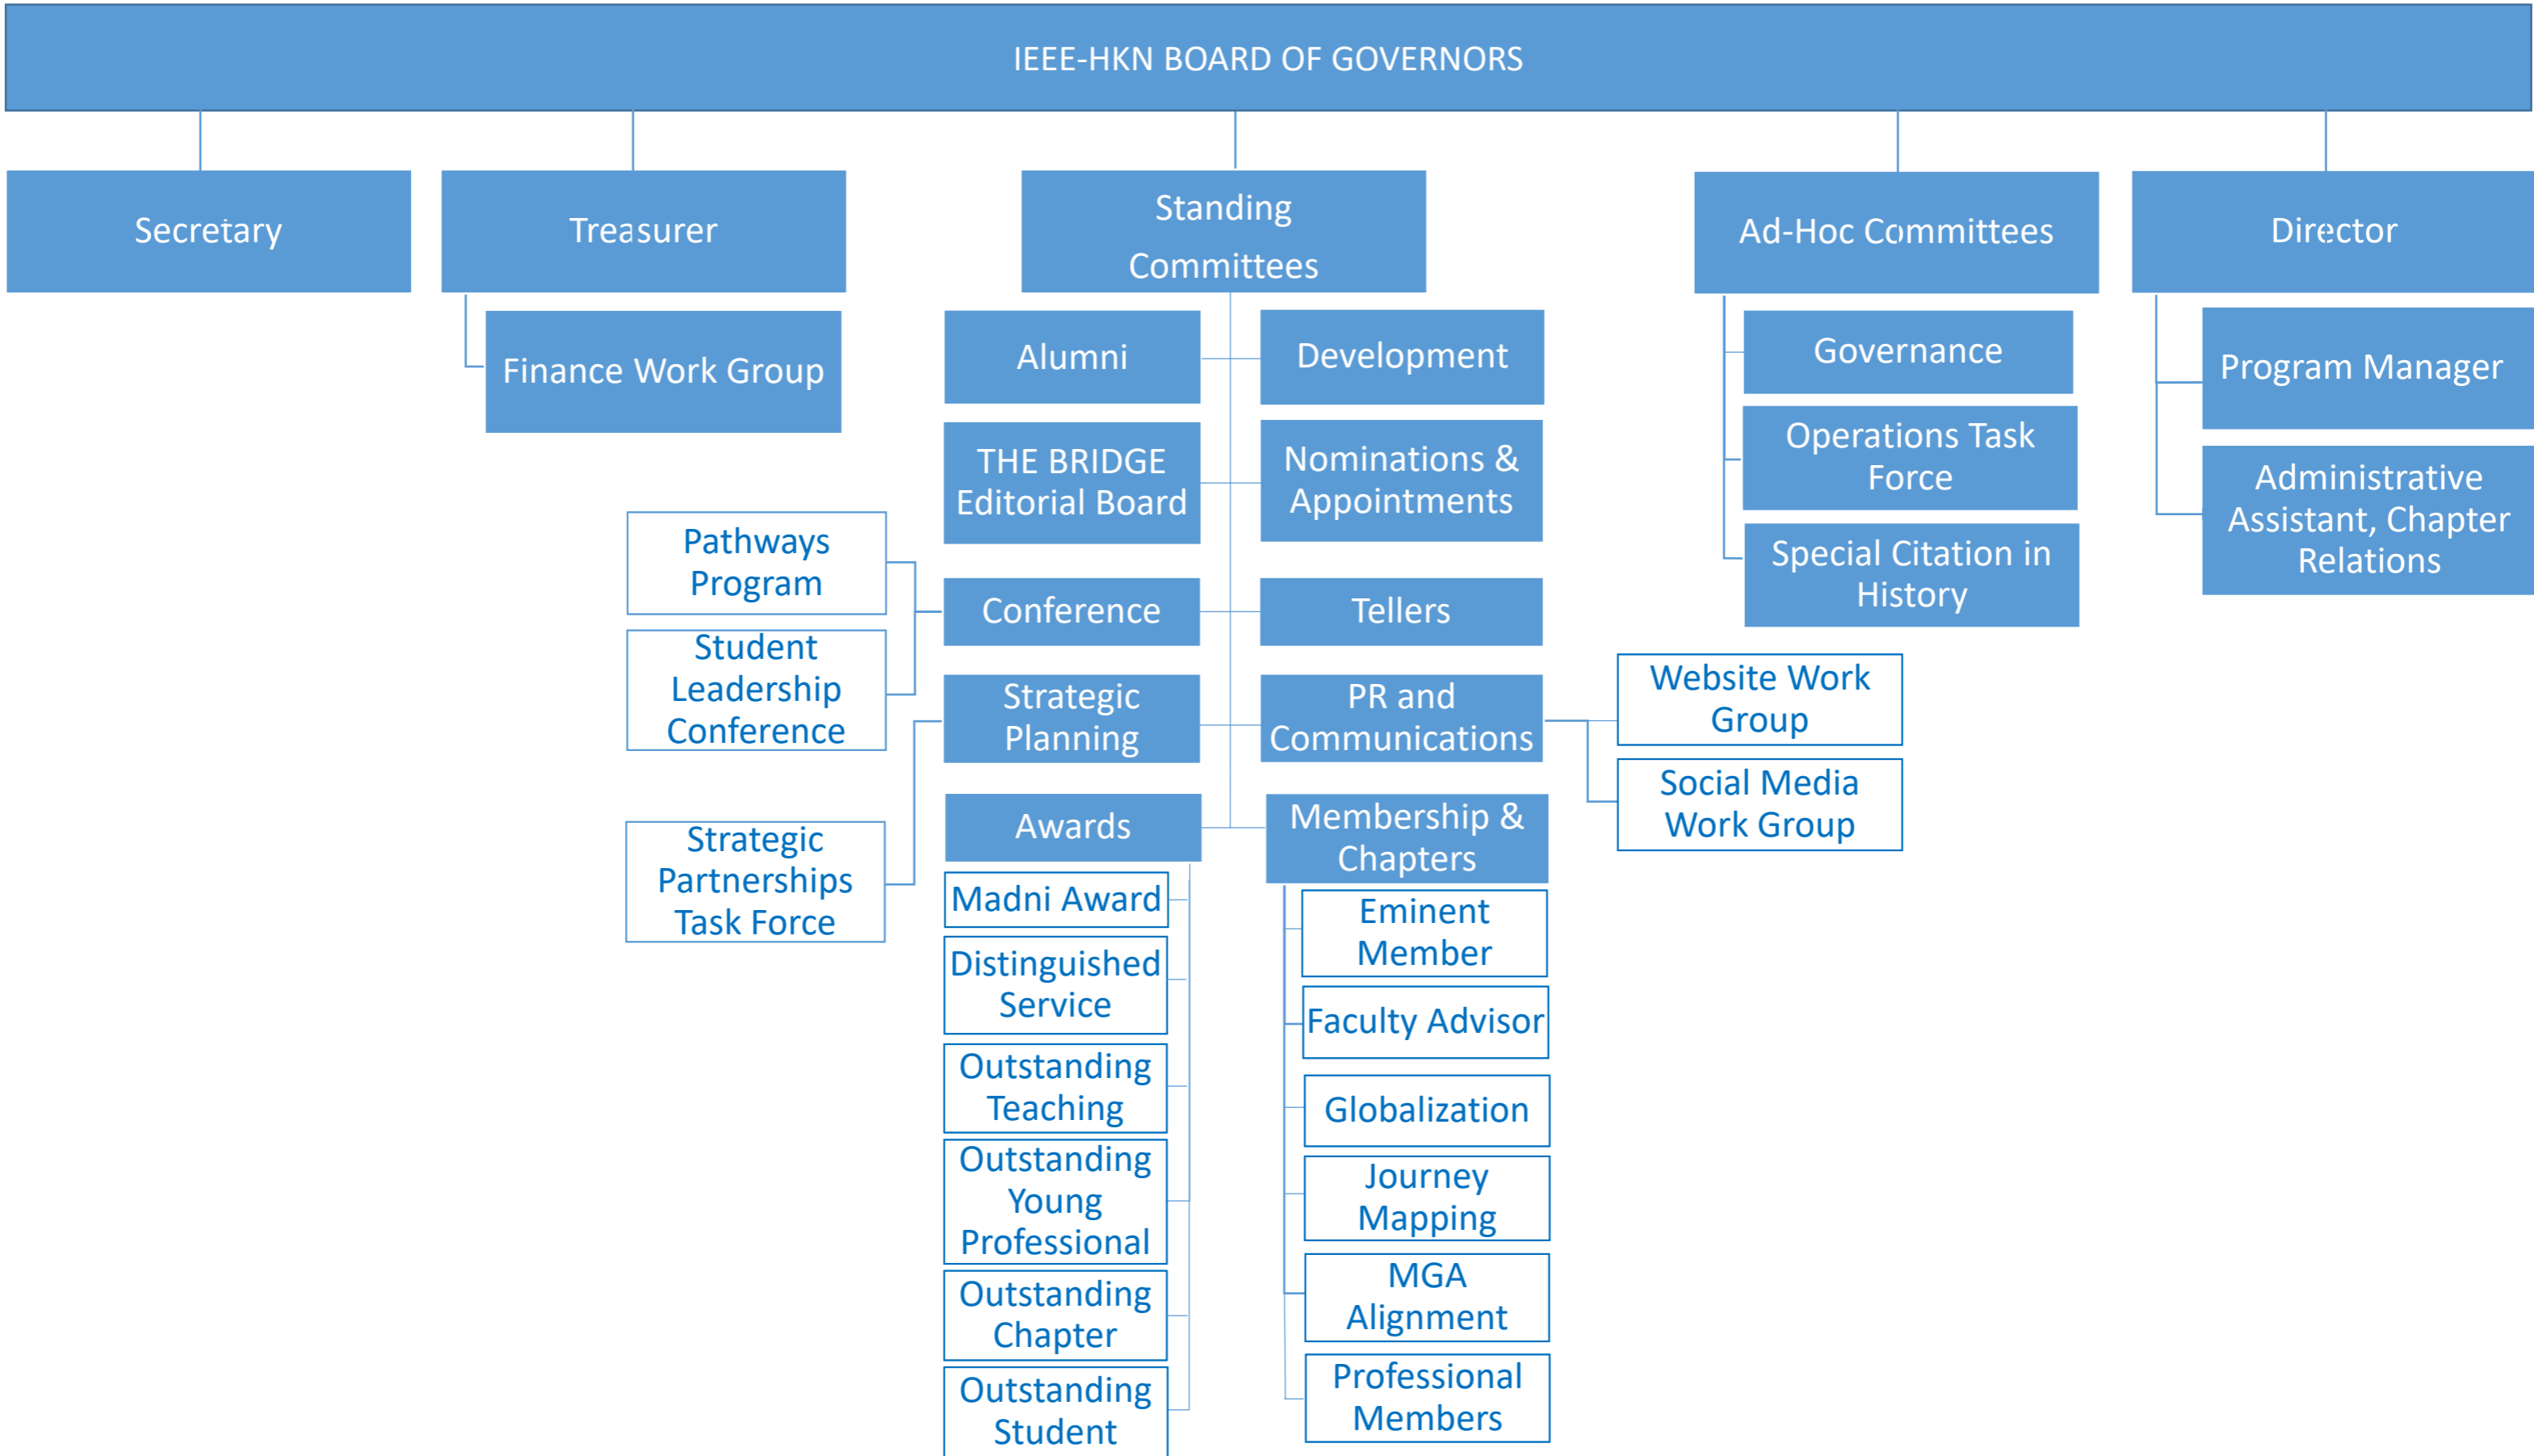 IEEE-HKN BOARD OF GOVERNORS
Secretary
Treasurer
Finance Work Group
Standing
Committees
Alumni
Development
THE BRIDGE
Editorial Board
Nominations &
Appointments
Conference
Tellers
Pathways
Program
Student
Leadership
Conference
Strategic
Planning
PR and
Communications
Strategic
Partnerships
Task Force
Website Work
Group
Social Media
Work Group
Awards
Madni Award
Distinguished
Service
Outstanding
Teaching
Outstanding
Young
Professional
Outstanding
Chapter
Outstanding
Student
Membership &
Chapters
Eminent
Member
Faculty Advisor
Globalization
Journey
Mapping
MGA
Alignment
Professional
Members
Ad-Hoc Committees
Governance
Operations Task
Force
Special Citation in
History
Director
Program Manager
Administrative
Assistant, Chapter
Relations